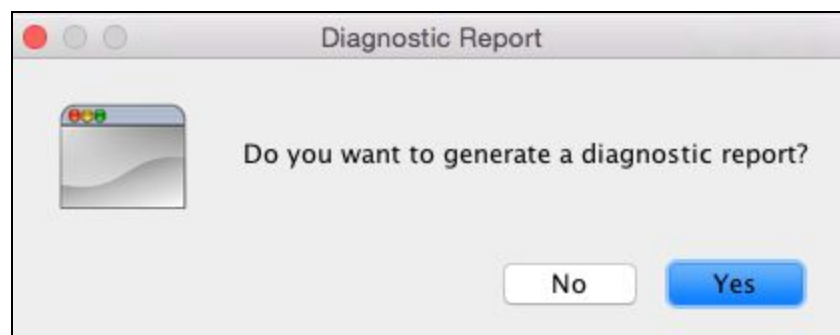 Diagnostic Report
Do you want to generate a diagnostic report?
No
Yes